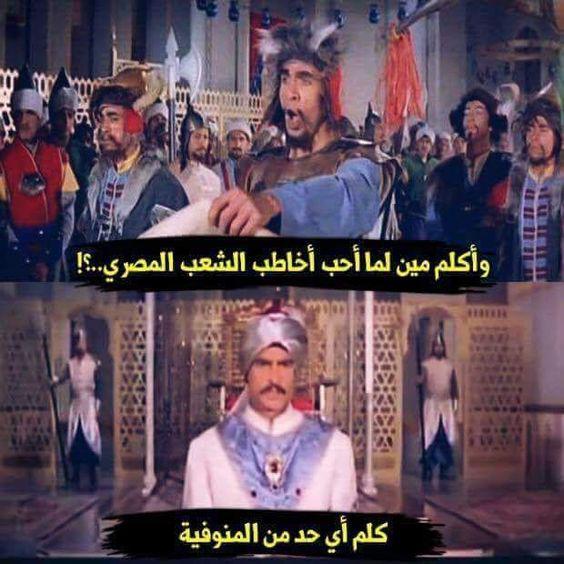 وأكلم مين لما أحب أخاطب الشعب المصري..؟!
كلم أي حد من المنوفية